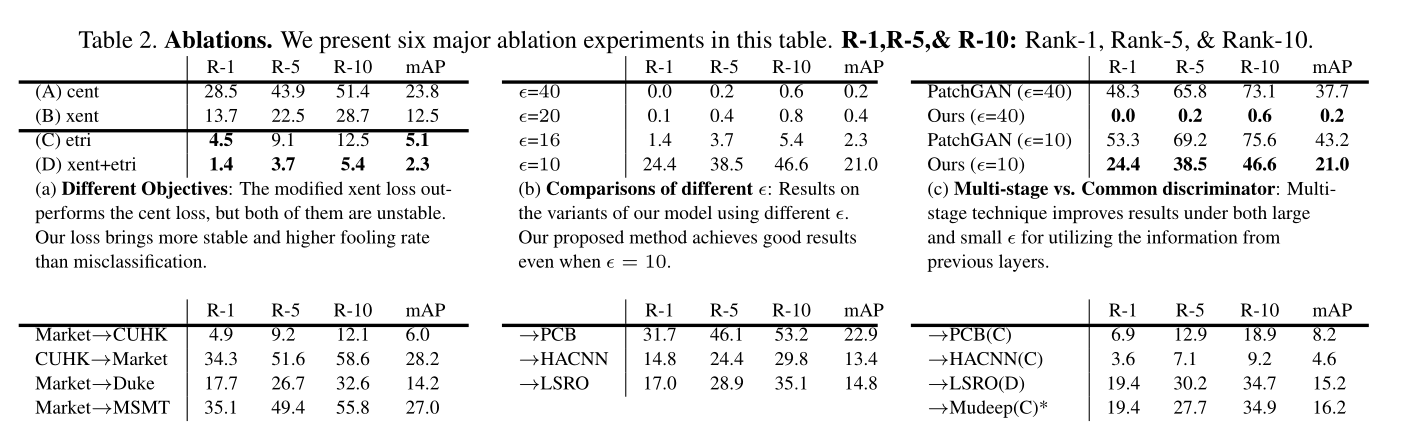 Table 2. Ablations. We present six major ablation experiments in this table. R-1,R-5,& R-10: Rank-1, Rank-5, & Rank-10.
R-1 R-5 R-10 mAP
(A) cent 28.5 43.9 51.4 23.8
(B) xent 13.7 22.5 28.7 12.5
(C) etri 4.5 9.1 12.5 5.1
(D) xent+etri 1.4 3.7 5.4 2.3
(a) Different Objectives: The modified xent loss out-
performs the cent loss, but both of them are unstable.
Our loss brings more stable and higher fooling rate
than misclassification.
R-1 R-5 R-10 mAP
ϵ=40 0.0 0.2 0.6 0.2
ϵ=20 0.1 0.4 0.8 0.4
ϵ=16 1.4 3.7 5.4 2.3
ϵ=10 24.4 38.5 46.6 21.0
(b) Comparisons of different ϵ: Results on
the variants of our model using different ϵ.
Our proposed method achieves good results
even when ϵ = 10.
R-1 R-5 R-10 mAP
PatchGAN (ϵ=40) 48.3 65.8 73.1 37.7
Ours (ϵ=40) 0.0 0.2 0.6 0.2
PatchGAN (ϵ=10) 53.3 69.2 75.6 43.2
Ours (ϵ=10) 24.4 38.5 46.6 21.0
(c) Multi-stage vs. Common discriminator: Multi-
stage technique improves results under both large
and small ϵ for utilizing the information from
previous layers.
R-1 R-5 R-10 mAP
Market→CUHK 4.9 9.2 12.1 6.0
CUHK→Market 34.3 51.6 58.6 28.2
Market→Duke 17.7 26.7 32.6 14.2
Market→MSMT 35.1 49.4 55.8 27.0
R-1 R-5 R-10 mAP
→PCB 31.7 46.1 53.2 22.9
→HACNN 14.8 24.4 29.8 13.4
→LSRO 17.0 28.9 35.1 14.8
R-1 R-5 R-10 mAP
→PCB(C) 6.9 12.9 18.9 8.2
→HACNN(C) 3.6 7.1 9.2 4.6
→LSRO(D) 19.4 30.2 34.7 15.2
→Mudeep(C)* 19.4 27.7 34.9 16.2